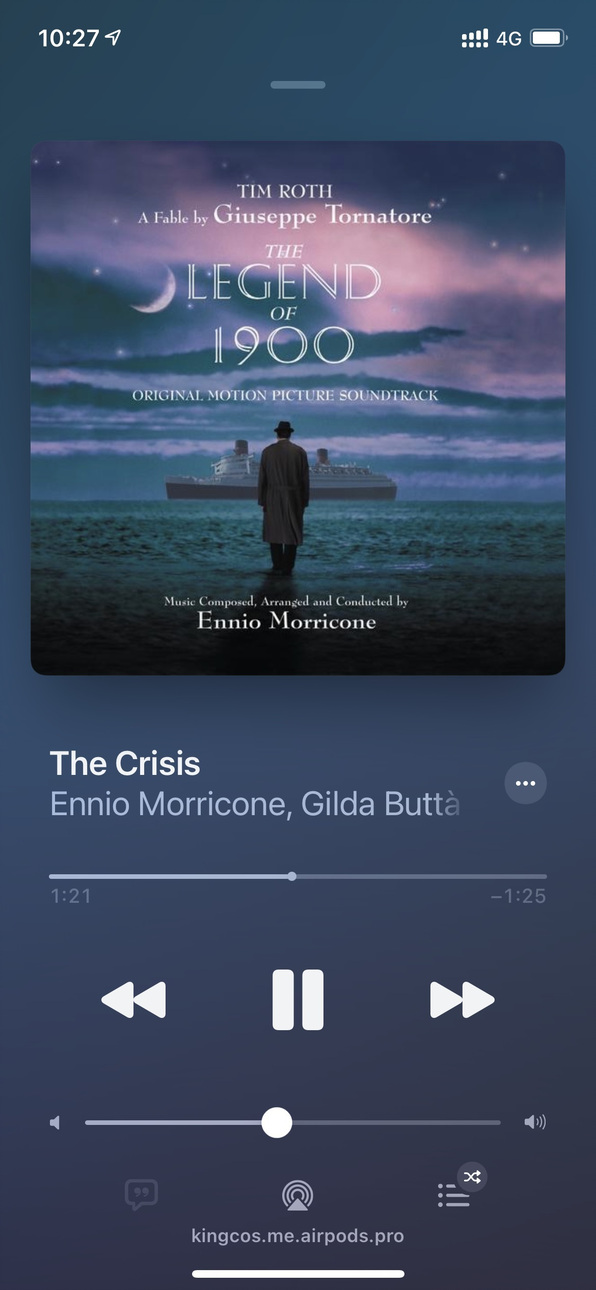 10:27
4G
TIM ROTH
A Fable by Giuseppe Tornatore
THE
LEGEND
OF
1900
ORIGINAL MOTION PICTURE SOUNDTRACK
Music Composed, Arranged and Conducted by
Ennio Morricone
The Crisis
Ennio Morricone, Gilda Buttà
1:21
–1:25
kingcos.me.airpods.pro